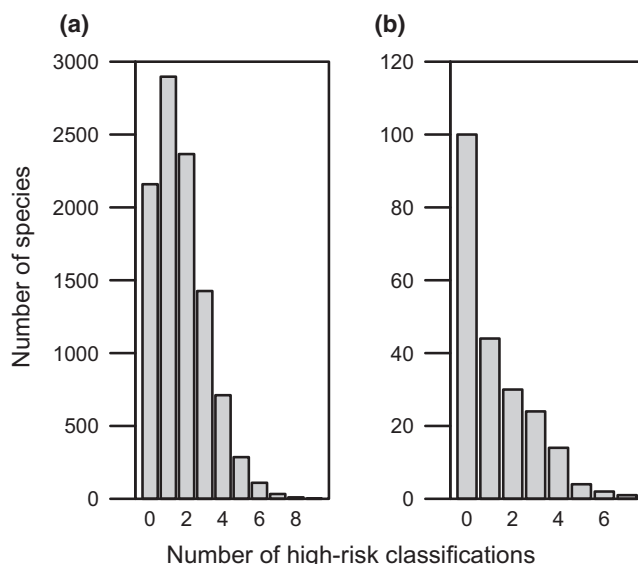 (a) (b)
3000 120
2500 100
2000 80
1500 60
1000 40
500 20
0 0
0 2 4 6 8 0 2 4 6
Number of species
Number of high-risk classifications